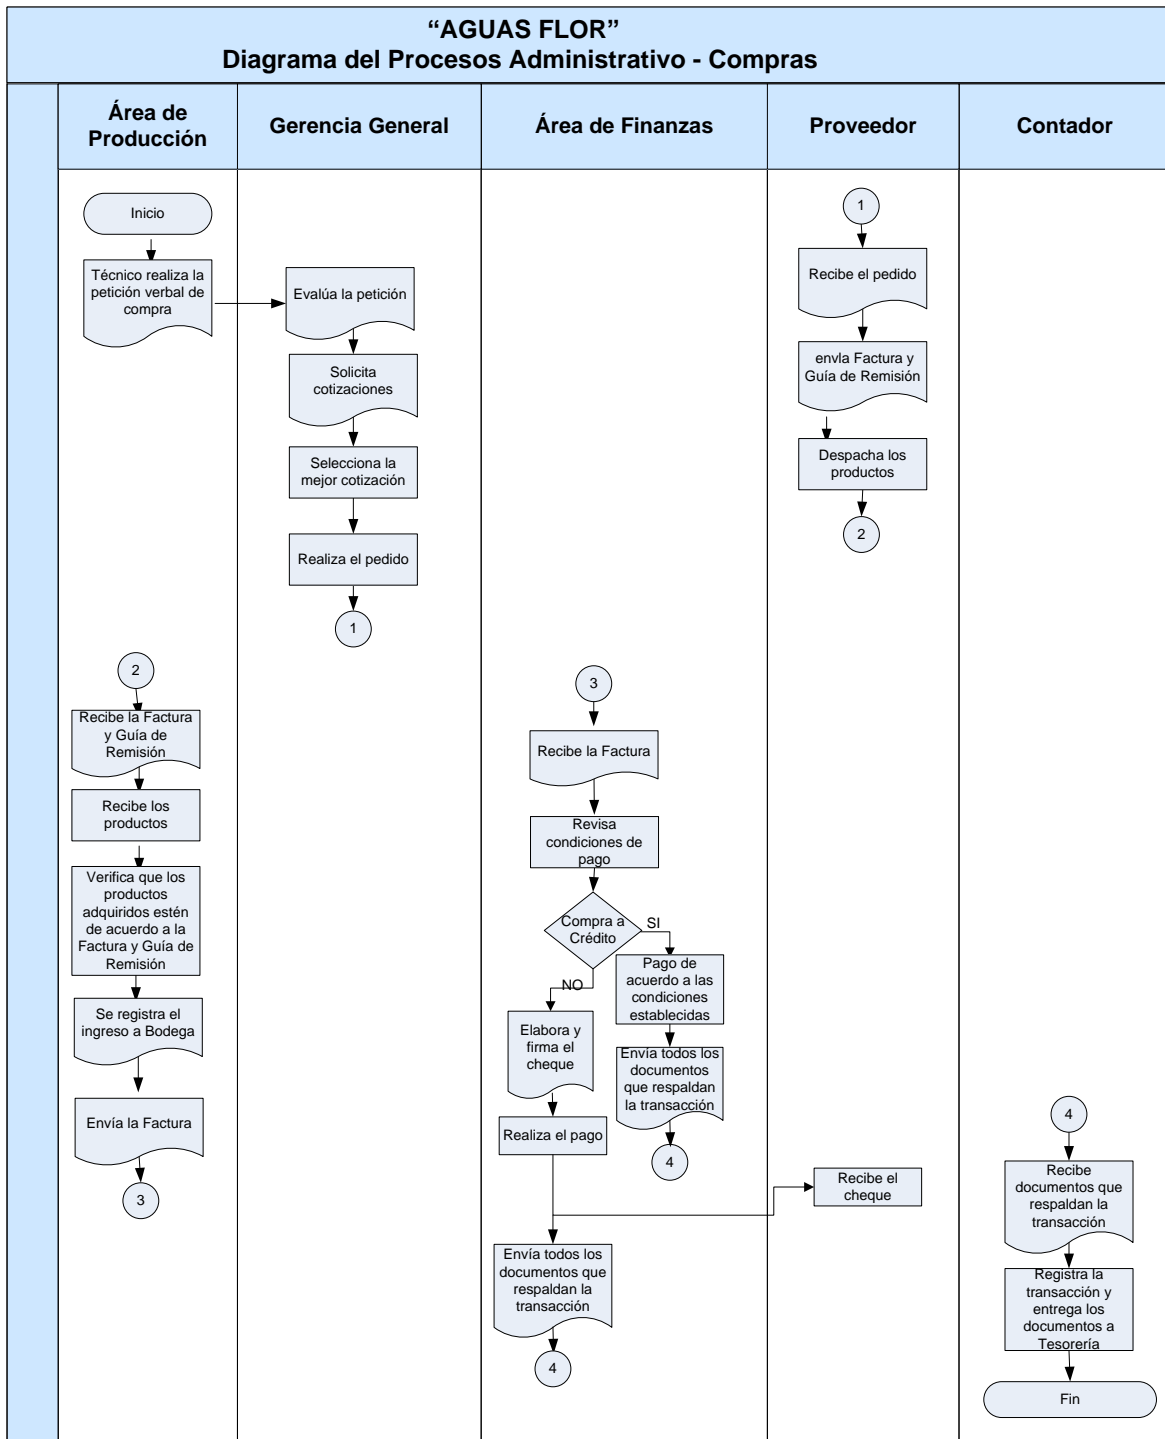 “AGUAS FLOR”
Diagrama del Procesos Administrativo - Compras
Área de
Producción
Gerencia General
Área de Finanzas
Proveedor
Contador
Inicio
Técnico realiza la
petición verbal de
compra
Evalúa la petición
Solicita
cotizaciones
Selecciona la
mejor cotización
Realiza el pedido
1
1
Recibe el pedido
envIa Factura y
Guía de Remisión
Despacha los
productos
2
2
Recibe la Factura
y Guía de
Remisión
Recibe los
productos
Verifica que los
productos
adquiridos estén
de acuerdo a la
Factura y Guía de
Remisión
Se registra el
ingreso a Bodega
Envía la Factura
3
3
Recibe la Factura
Revisa
condiciones de
pago
Compra a
Crédito
SI
NO
Pago de
acuerdo a las
condiciones
establecidas
Envía todos los
documentos
que respaldan
la transacción
4
Elabora y
firma el
cheque
Realiza el pago
Recibe el
cheque
Envía todos los
documentos que
respaldan la
transacción
4
4
Recibe
documentos que
respaldan la
transacción
Registra la
transacción y
entrega los
documentos a
Tesorería
Fin